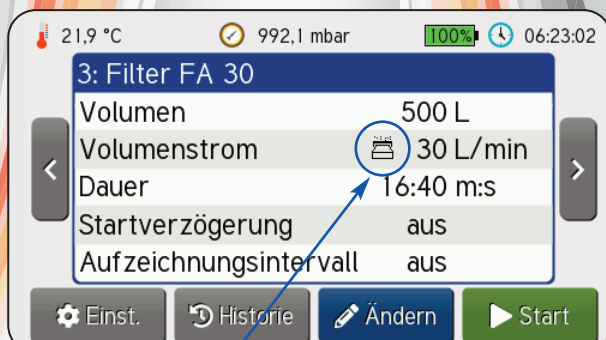 21,9 °C 992,1 mbar 100% 06:23:02
3: Filter FA 30
Volumen 500 L
Volumenstrom 30 L/min
Dauer 16:40 m:s
Startverzögerung aus
Aufzeichnungsintervall aus
Einst. Historie Ändern Start